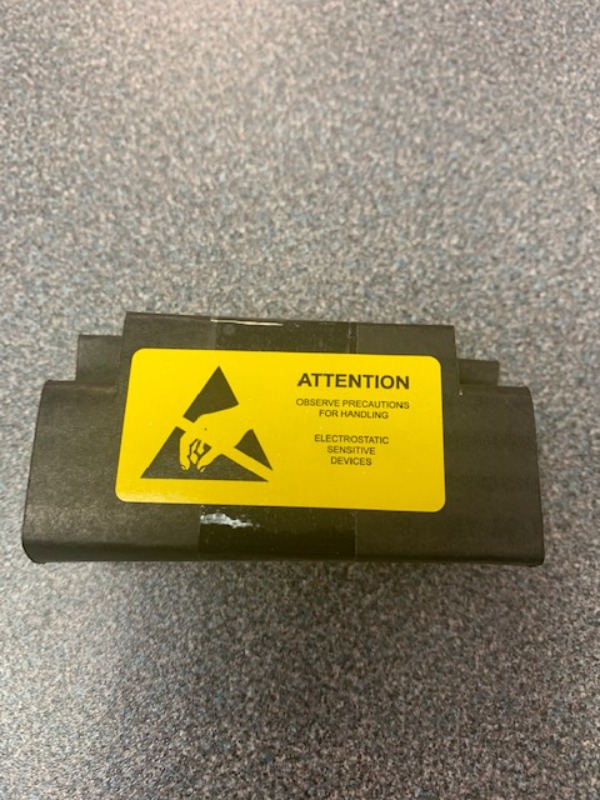 ATTENTION
OBSERVE PRECAUTIONS
FOR HANDLING
ELECTROSTATIC
SENSITIVE
DEVICES